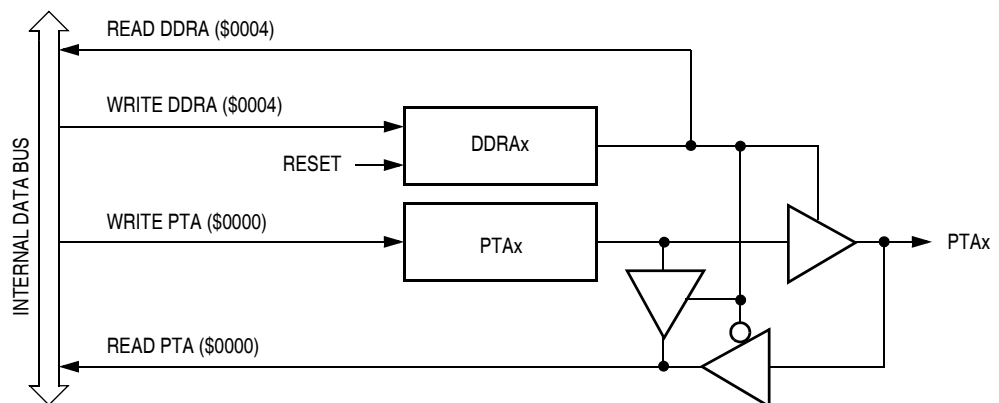 READ DDRA ($0004)
WRITE DDRA ($0004)
DDRAx
RESET
INTERNAL DATA BUS
WRITE PTA ($0000)
PTAx
PTAx
READ PTA ($0000)